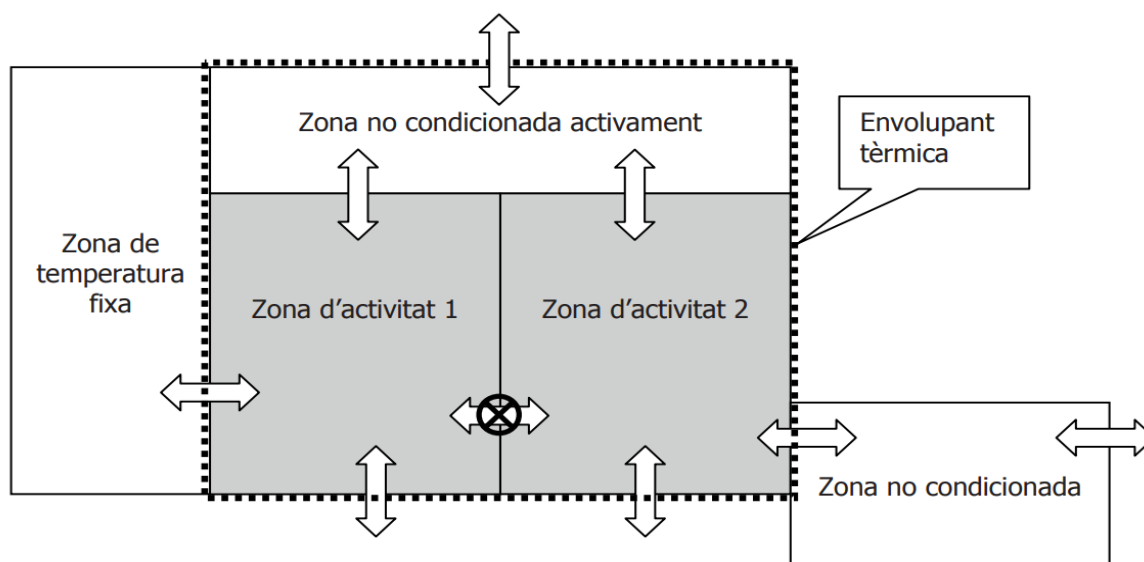 Zona no condicionada activament
Envolupant
tèrmica
Zona de
temperatura
fixa
Zona d'activitat 1
Zona d'activitat 2
Zona no condicionada